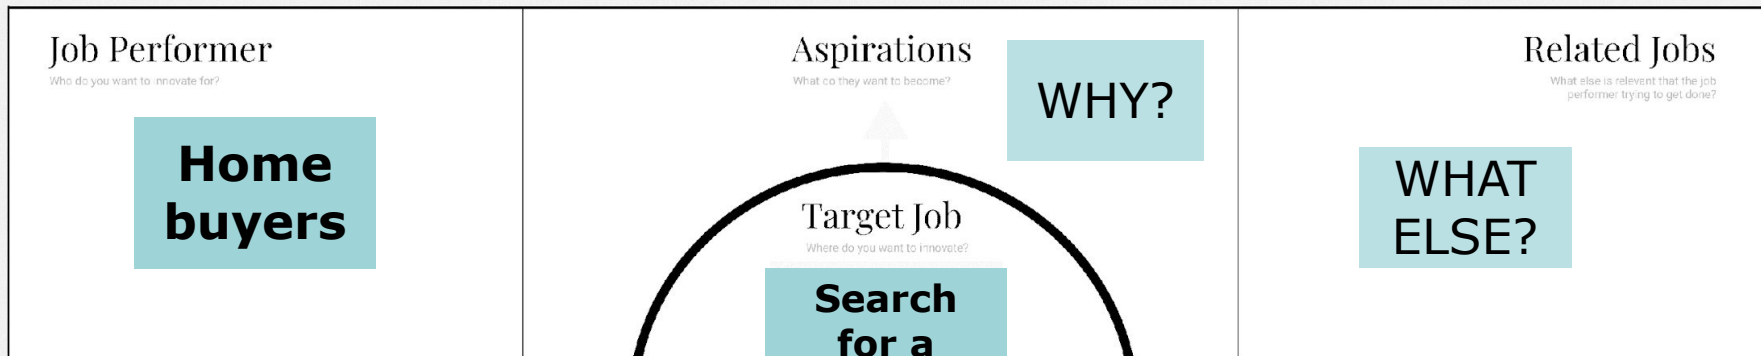 Job Performer
Who do you want to innovate for?
Home
buyers
Aspirations
What do they want to become?
WHY?
Target Job
Where do you want to innovate?
Search
for a
Related Jobs
What else is relevant that the job
performer trying to get done?
WHAT
ELSE?